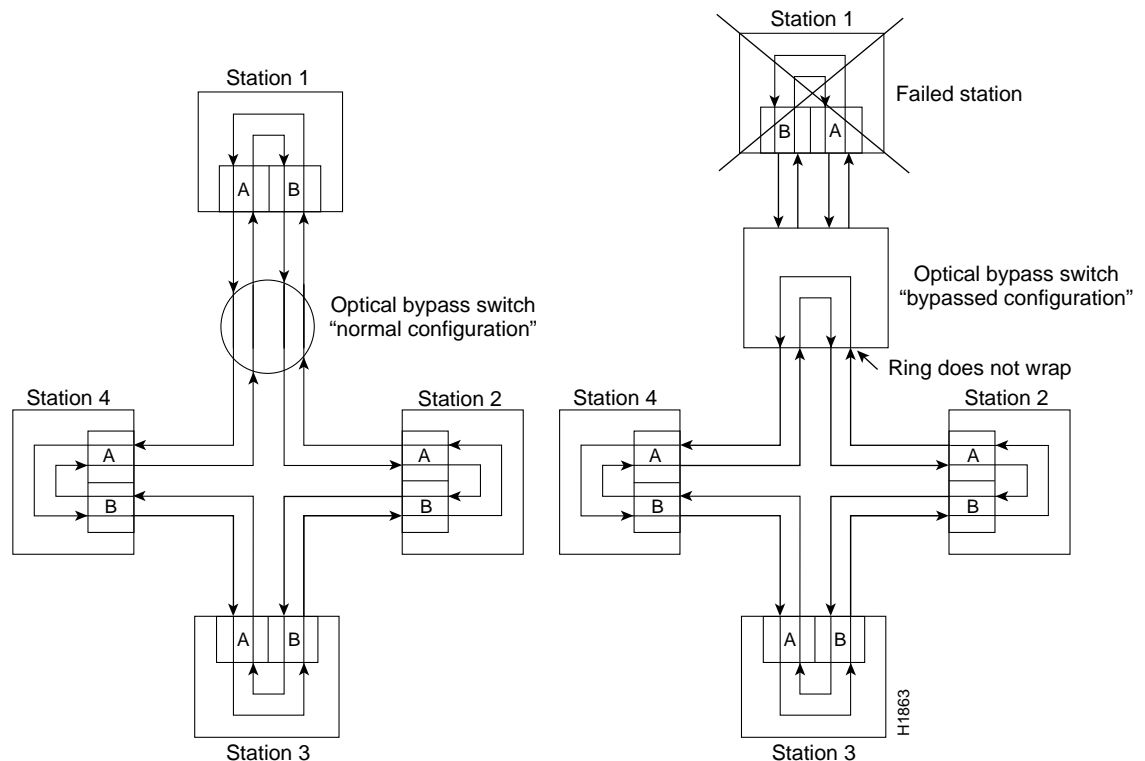 Station 1
A B
Optical bypass switch
“normal configuration”
Station 4
A
B
Station 2
A
B
A B
Station 3
Station 1
Failed station
B A
Optical bypass switch
“bypassed configuration”
Ring does not wrap
Station 4
A
B
Station 2
A
B
A B
Station 3
H1863